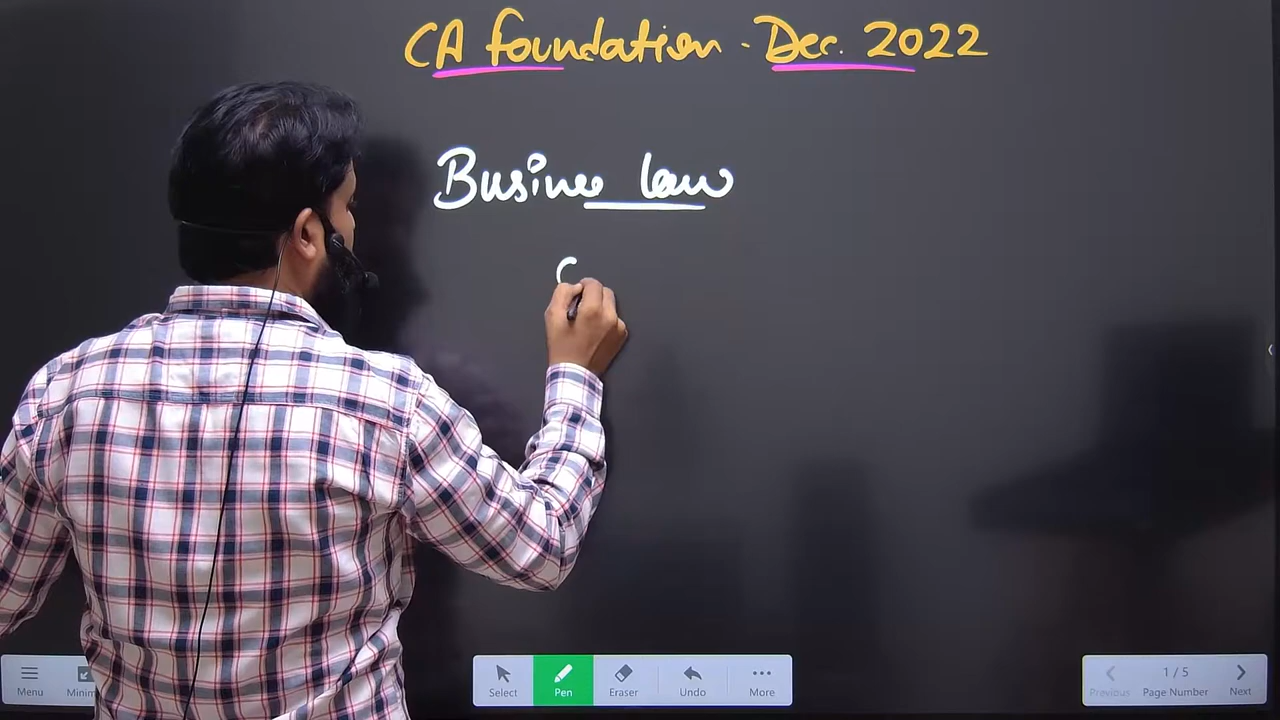 CA foundation - Dec. 2022
Business law
Menu
Select
Pen
Eraser
Undo
More
Previous
1 / 5
Page Number
Next